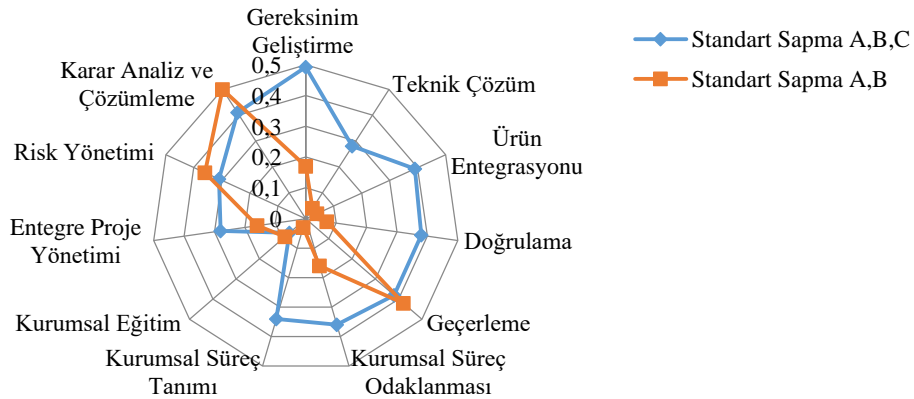 Gereksinim
Geliştirme
Teknik Çözüm
Ürün
Entegrasyonu
Doğrulama
Geçerleme
Kurumsal Süreç
Odaklanması
Kurumsal Süreç
Tanımı
Kurumsal Eğitim
Entegre Proje
Yönetimi
Risk Yönetimi
Karar Analiz ve
Çözümleme
0,5
0,4
0,3
0,2
0,1
0
Standart Sapma A,B,C
Standart Sapma A,B